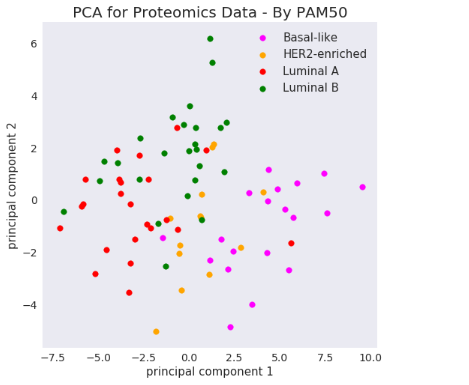 PCA for Proteomics Data - By PAM50
Basal-like
HER2-enriched
Luminal A
Luminal B
principal component 2
6
4
2
0
−2
−4
−7.5 −5.0 −2.5 0.0 2.5 5.0 7.5 10.0
principal component 1